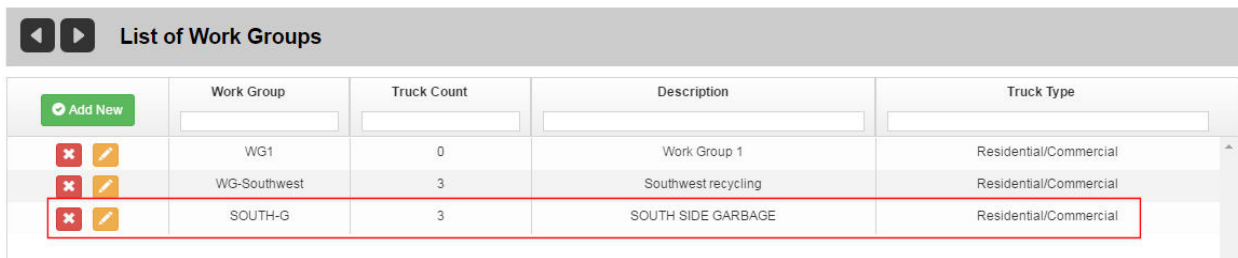 List of Work Groups
Add New Work Group Truck Count Description Truck Type
WG1 0 Work Group 1 Residential/Commercial
WG-Southwest 3 Southwest recycling Residential/Commercial
SOUTH-G 3 SOUTH SIDE GARBAGE Residential/Commercial